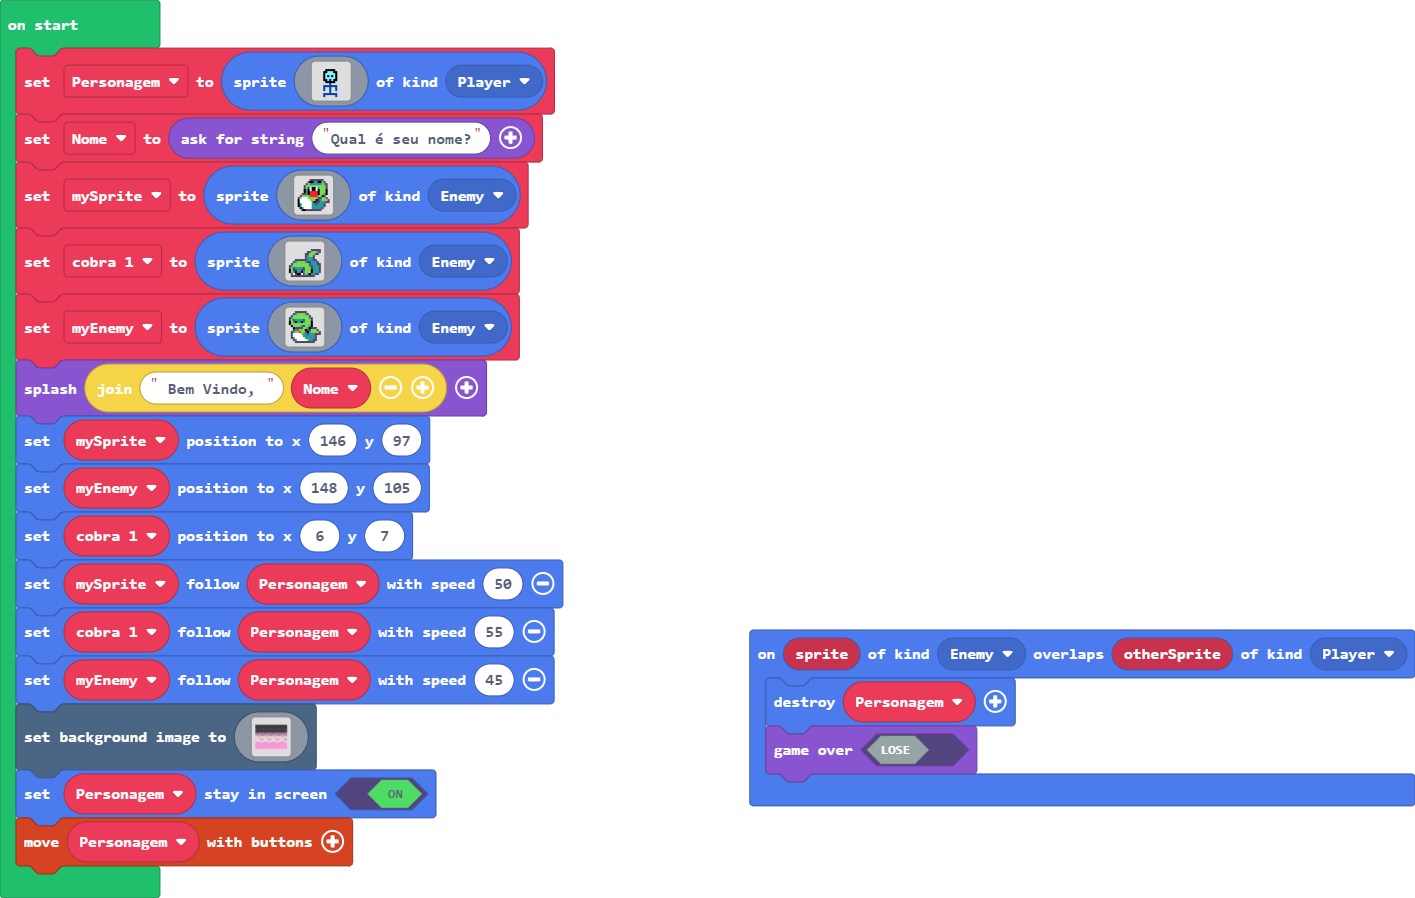 on start
set Personagem to sprite of kind Player
set Nome to ask for string "Qual é seu nome?"
set mySprite to sprite of kind Enemy
set cobra 1 to sprite of kind Enemy
set myEnemy to sprite of kind Enemy
splash join " Bem Vindo, " Nome
set mySprite position to x 146 y 97
set myEnemy position to x 148 y 105
set cobra 1 position to x 6 y 7
set mySprite follow Personagem with speed 50
set cobra 1 follow Personagem with speed 55
set myEnemy follow Personagem with speed 45
set background image to
set Personagem stay in screen ON
move Personagem with buttons
on sprite of kind Enemy overlaps otherSprite of kind Player
destroy Personagem
game over LOSE